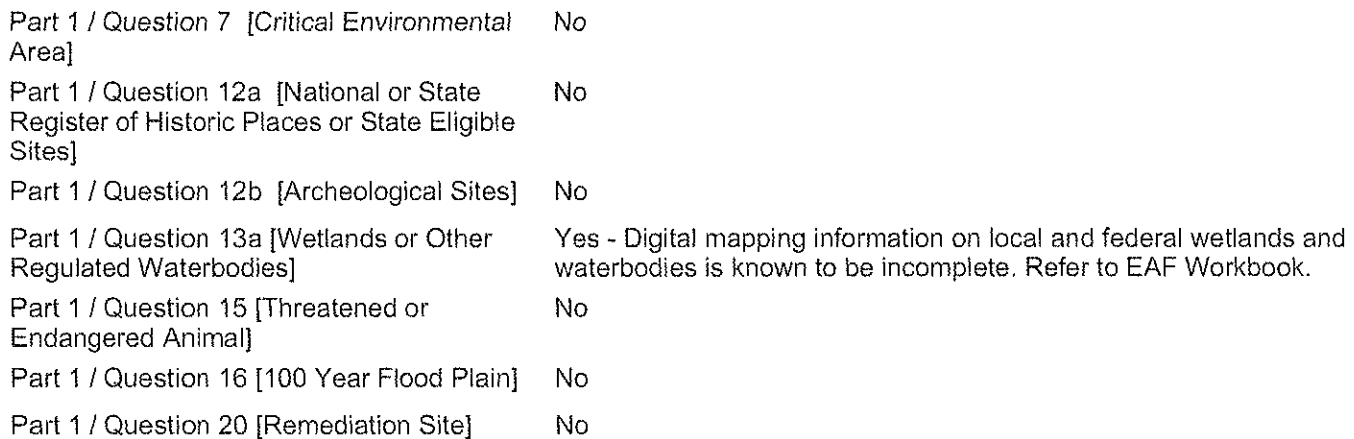 Part 1 / Question 7  [Critical Environmental Area]  No
Part 1 / Question 12a  [National or State Register of Historic Places or State Eligible Sites]  No
Part 1 / Question 12b  [Archeological Sites]  No
Part 1 / Question 13a [Wetlands or Other Regulated Waterbodies]  Yes - Digital mapping information on local and federal wetlands and waterbodies is known to be incomplete. Refer to EAF Workbook.
Part 1 / Question 15 [Threatened or Endangered Animal]  No
Part 1 / Question 16 [100 Year Flood Plain]  No
Part 1 / Question 20 [Remediation Site]  No